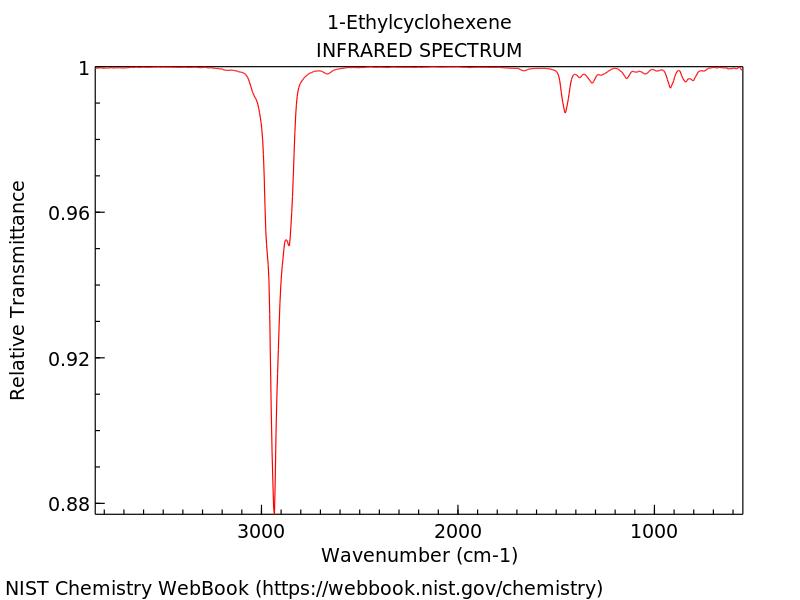 1-Ethylcyclohexene
INFRARED SPECTRUM
1
0.96
0.92
0.88
Relative Transmittance
3000 2000 1000
Wavenumber (cm-1)
NIST Chemistry WebBook (https://webbook.nist.gov/chemistry)